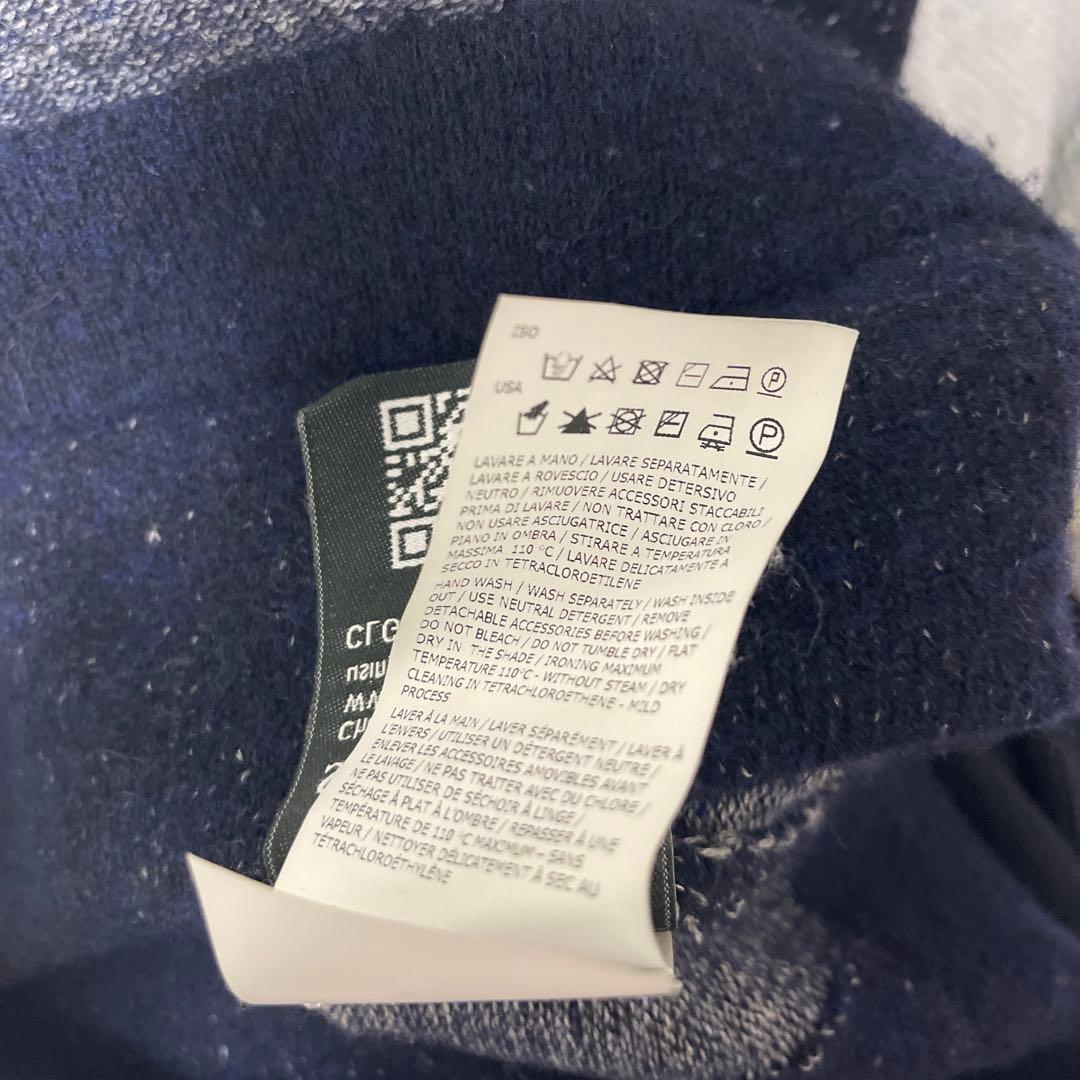 ISO
USA
P
P
LAVARE A MANO / LAVARE SEPARATAMENTE /
LAVARE A ROVESCIO / USARE DETERSIVO
NEUTRO / RIMUOVERE ACCESSORI STACCABILI
PRIMA DI LAVARE / NON TRATTARE CON CLORO /
NON USARE ASCIUGATRICE / ASCIUGARE IN
PIANO IN OMBRA / STIRARE A TEMPERATURA
MASSIMA 110 °C / LAVARE DELICATAMENTE A
SECCO IN TETRACLOROETILENE
HAND WASH / WASH SEPARATELY / WASH INSIDE
OUT / USE NEUTRAL DETERGENT / REMOVE
DETACHABLE ACCESSORIES BEFORE WASHING /
DO NOT BLEACH / DO NOT TUMBLE DRY / FLAT
DRY IN THE SHADE / IRONING MAXIMUM
TEMPERATURE 110°C - WITHOUT STEAM / DRY
CLEANING IN TETRACHLOROETHENE - MILD
PROCESS
LAVER À LA MAIN / LAVER SÉPARÉMENT / LAVER À
L'ENVERS / UTILISER UN DÉTERGENT NEUTRE /
ENLEVER LES ACCESSOIRES AMOVIBLES AVANT
LE LAVAGE / NE PAS TRAITER AVEC DU CHLORE /
NE PAS UTILISER DE SÉCHOIR À LINGE /
SÉCHAGE À PLAT À L'OMBRE / REPASSER À UNE
TEMPÉRATURE DE 110 °C MAXIMUM – SANS
VAPEUR / NETTOYER DÉLICATEMENT À SEC AU
TÉTRACHLOROÉTHYLÈNE
CLG